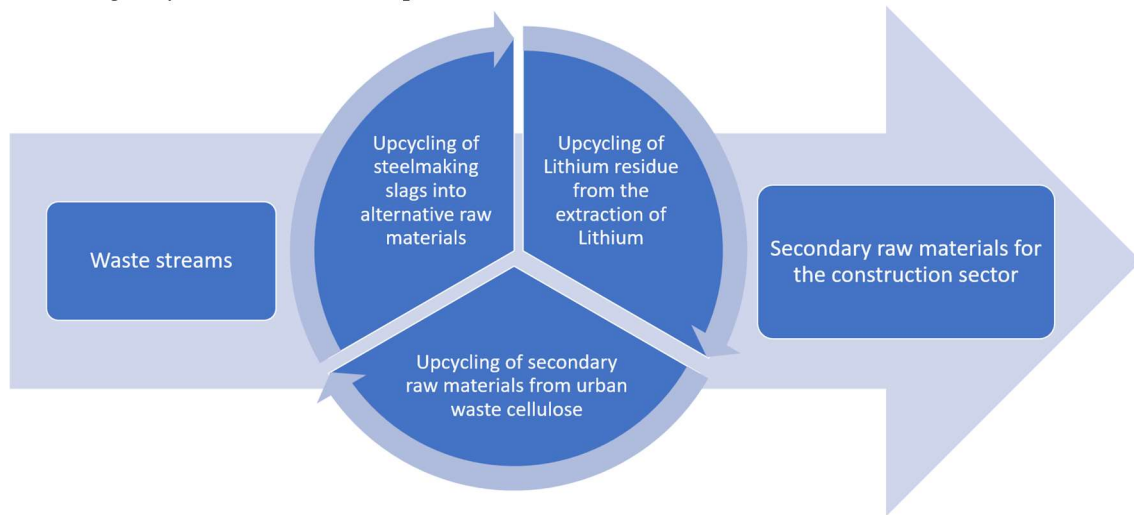 Waste streams
Upcycling of
steelmaking
slags into
alternative raw
materials
Upcycling of
Lithium residue
from the
extraction of
Lithium
Upcycling of secondary
raw materials from urban
waste cellulose
Secondary raw materials for
the construction sector